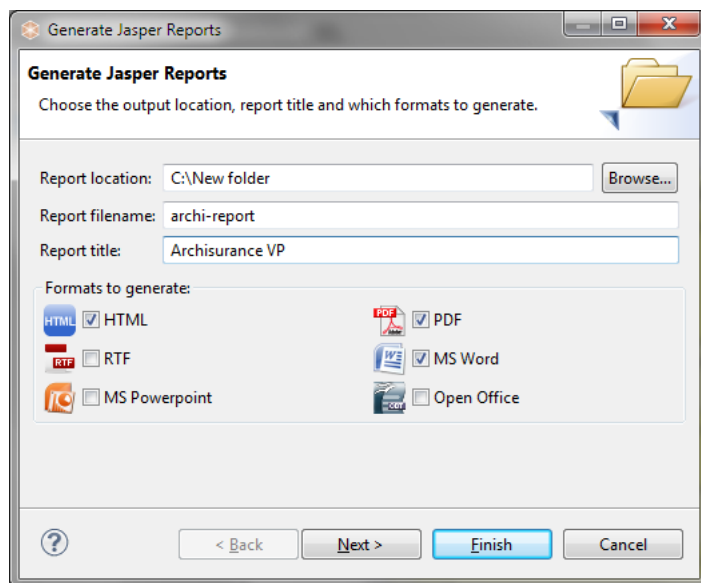 Generate Jasper Reports
Generate Jasper Reports
Choose the output location, report title and which formats to generate.
Report location: C:\New folder Browse...
Report filename: archi-report
Report title: Archisurance VP
Formats to generate:
HTML HTML PDF Adobe PDF
RTF RTF MS Word
MS Powerpoint Open Office
? < Back Next > Finish Cancel